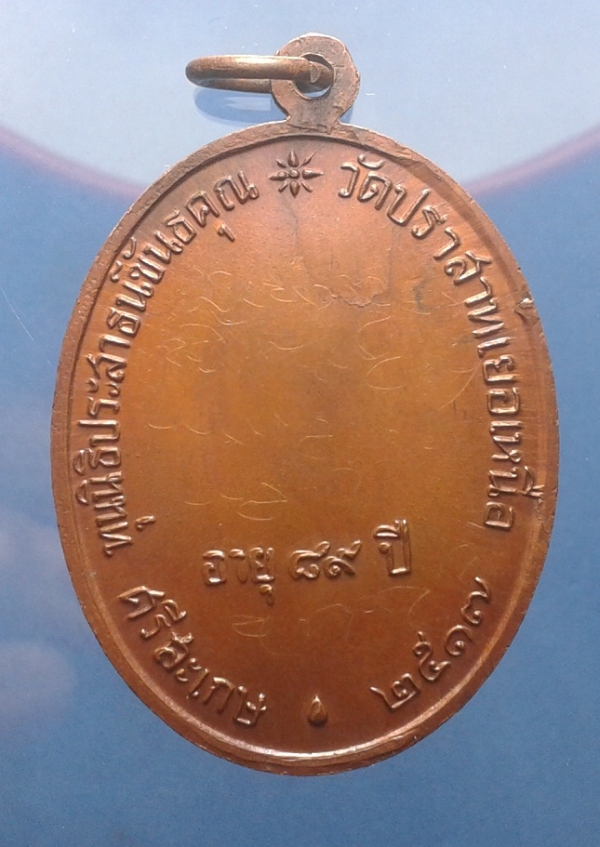 ทุนนิธิประสาธน์ขันธคุณ
วัดปราสาทเยอเหนือ
อายุ ๘๙ ปี
ศรีสะเกษ
๒๕๑๗